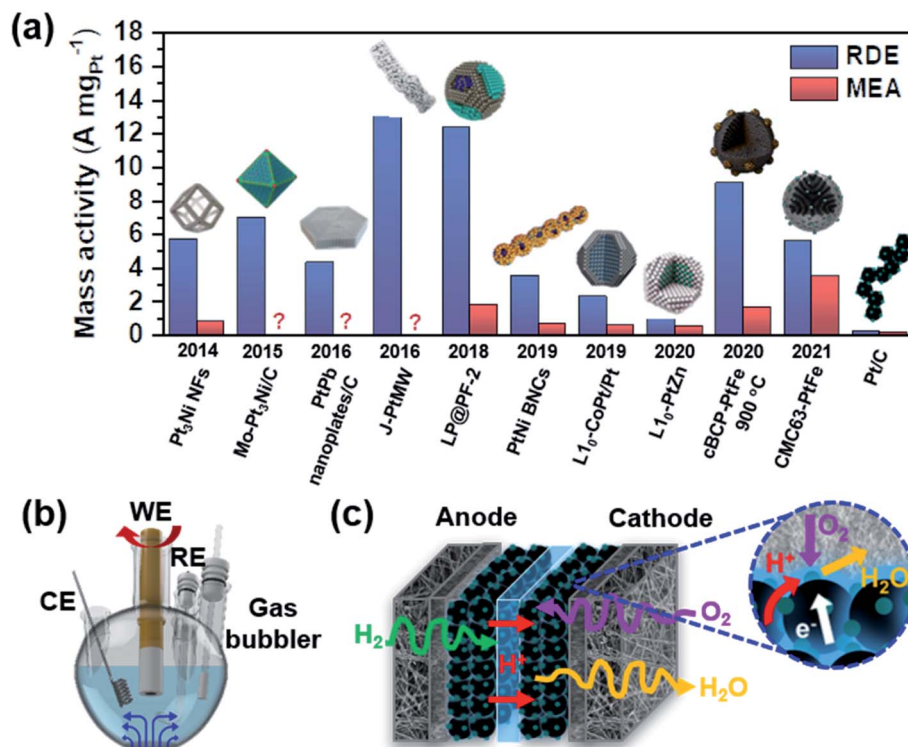 (a)
Mass activity (A mgPt⁻¹)
18
16
14
12
10
8
6
4
2
0
RDE
MEA
?
?
?
2014
2015
2016
2016
2018
2019
2019
2020
2020
2021
Pt/C
Pt₃Ni NFs
Mo-Pt₃Ni/C
PtPb
nanoplates/C
J-PtMW
LP@PF-2
PtNi BNCs
L1₀-CoPt/Pt
L1₀-PtZn
cBCP-PtFe
900 °C
CMC63-PtFe
(b)
WE
RE
CE
Gas
bubbler
(c)
Anode
Cathode
H₂
H⁺
O₂
H₂O
O₂
H⁺
H₂O
e⁻